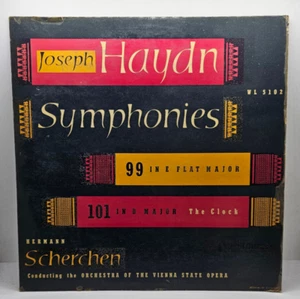 Joseph Haydn
WL 5102
Symphonies
99 IN E FLAT MAJOR
101 IN D MAJOR The Clock
HERMANN
Scherchen
Conducting the ORCHESTRA OF THE VIENNA STATE OPERA